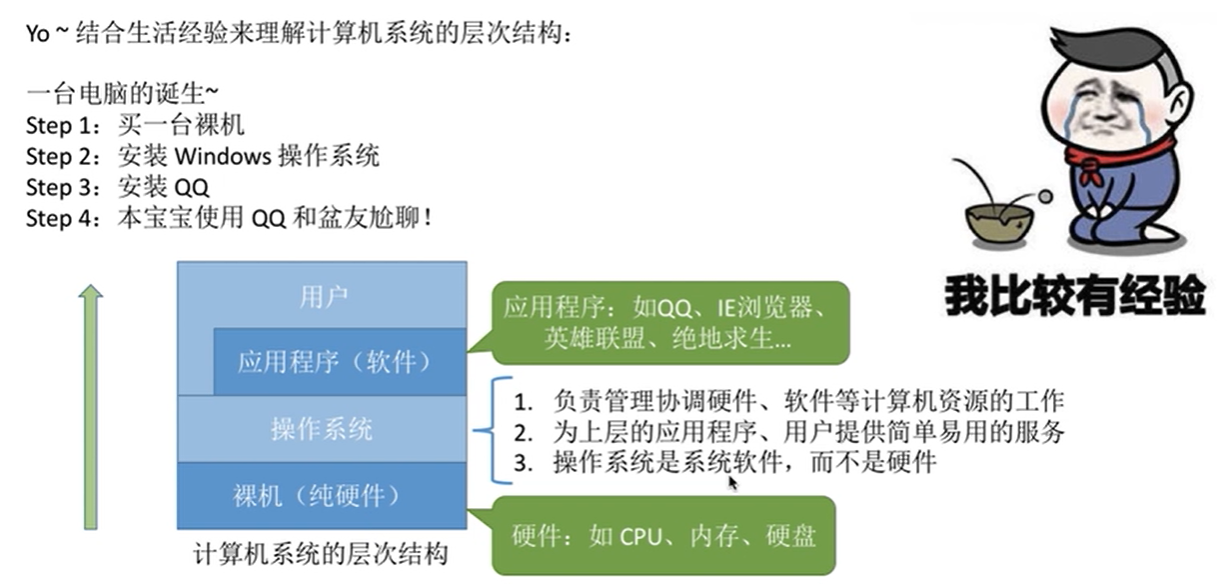 Yo ~ 结合生活经验来理解计算机系统的层次结构：
一台电脑的诞生~
Step 1：买一台裸机
Step 2：安装 Windows 操作系统
Step 3：安装 QQ
Step 4：本宝宝使用 QQ 和盆友尬聊！
我比较有经验
用户
应用程序（软件）
操作系统
裸机（纯硬件）
计算机系统的层次结构
应用程序：如QQ、IE浏览器、
英雄联盟、绝地求生...
1. 负责管理协调硬件、软件等计算机资源的工作
2. 为上层的应用程序、用户提供简单易用的服务
3. 操作系统是系统软件，而不是硬件
硬件：如 CPU、内存、硬盘